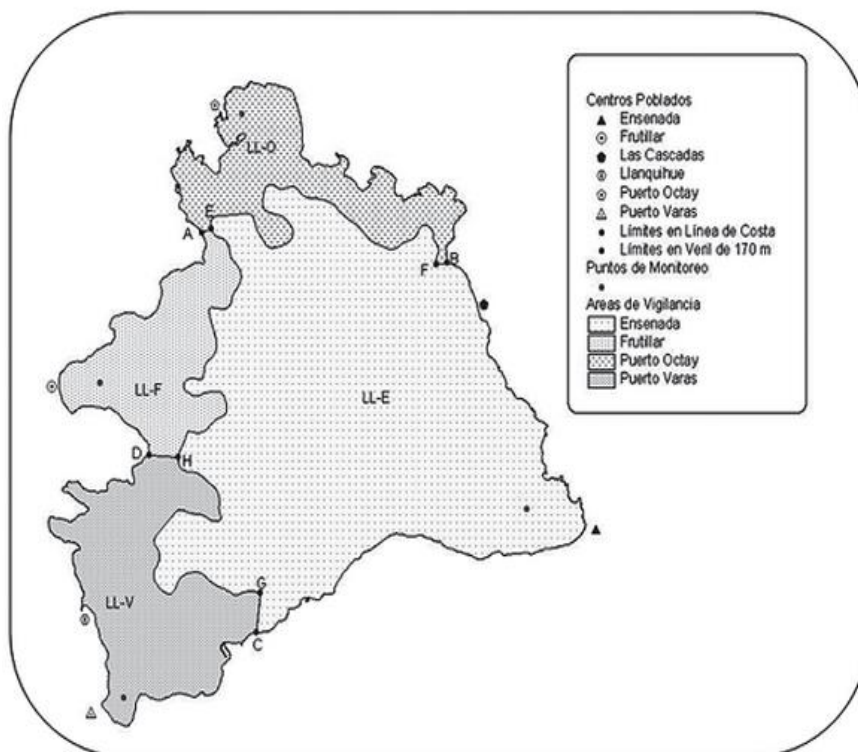 Centros Poblados
Ensenada
Frutillar
Las Cascadas
Llanquihue
Puerto Octay
Puerto Varas
Límites en Línea de Costa
Límites en Veril de 170 m
Puntos de Monitoreo
Areas de Vigilancia
Ensenada
Frutillar
Puerto Octay
Puerto Varas
LL-O
E
A
F
B
LL-F
LL-E
D
H
G
LL-V
C